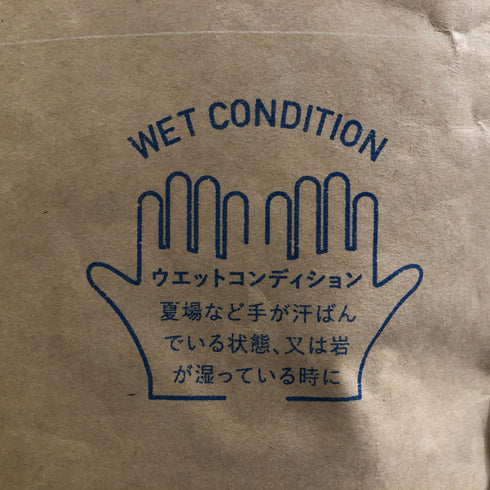 WET CONDITION
ウエットコンディション
夏場など手が汗ばん
でいる状態、又は岩
が湿っている時に